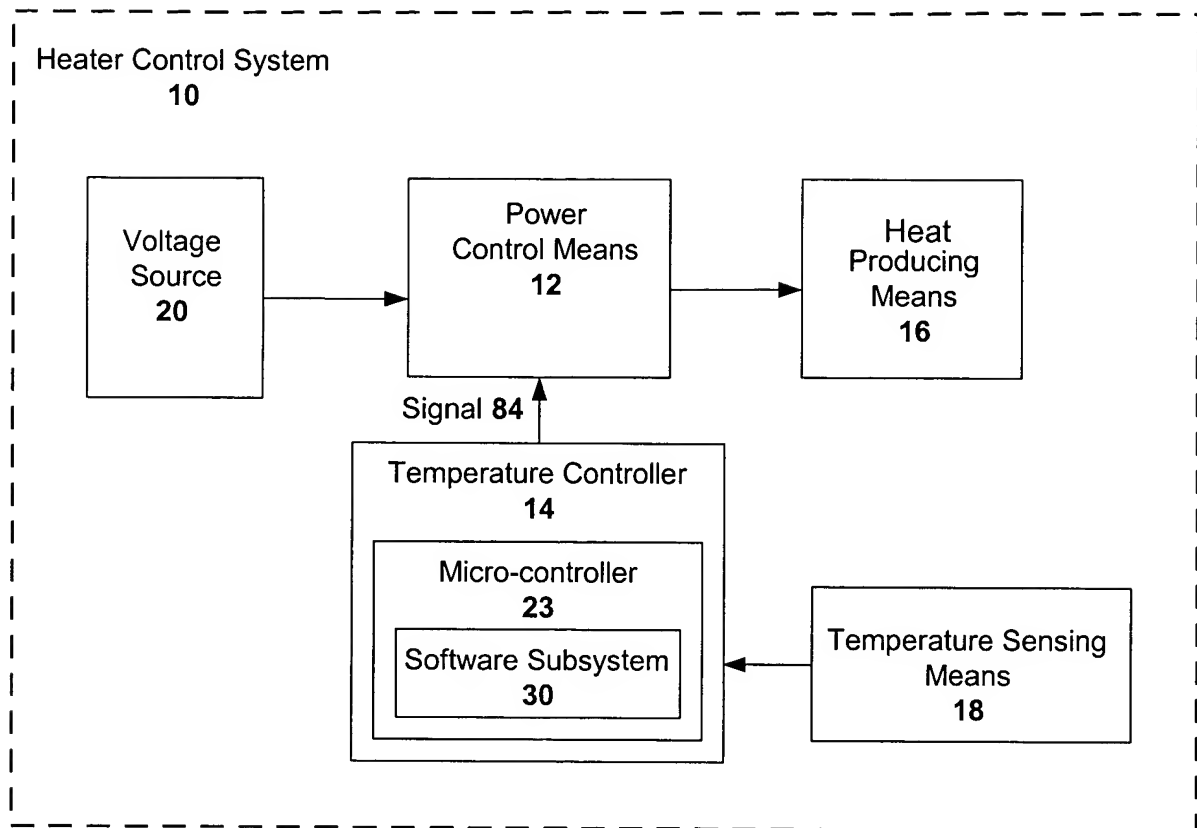 Heater Control System
10
Voltage
Source
20
Power
Control Means
12
Heat
Producing
Means
16
Signal 84
Temperature Controller
14
Micro-controller
23
Software Subsystem
30
Temperature Sensing
Means
18